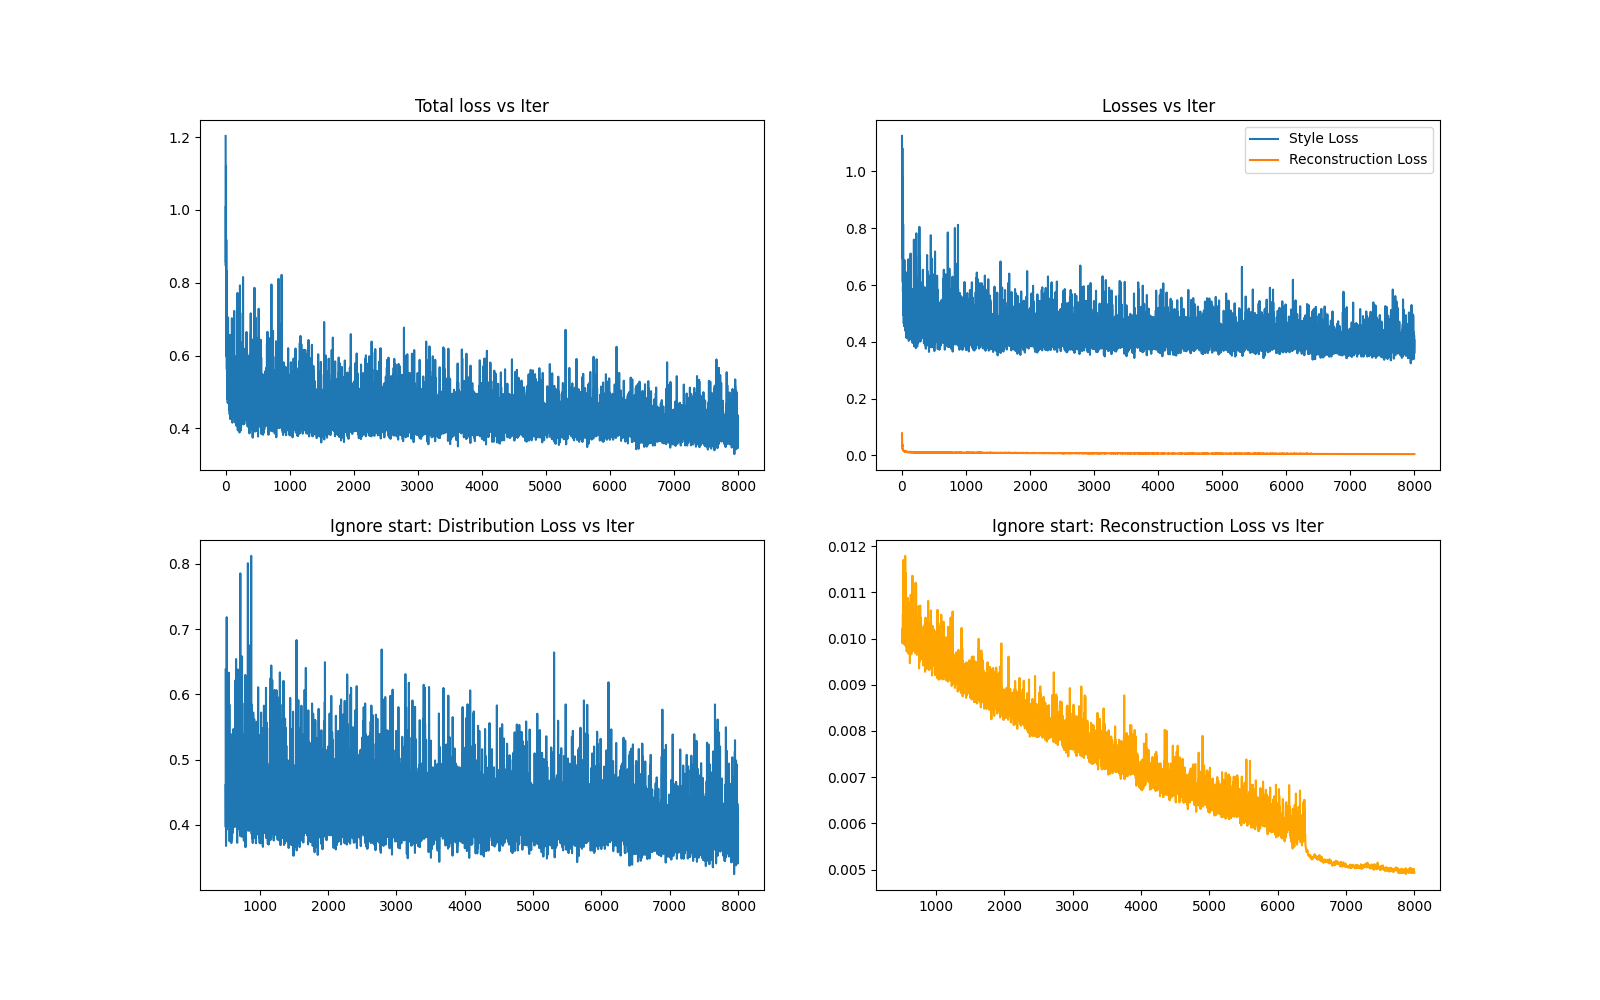 Total loss vs Iter
1.2
1.0
0.8
0.6
0.4
0 1000 2000 3000 4000 5000 6000 7000 8000
Losses vs Iter
Style Loss
Reconstruction Loss
1.0
0.8
0.6
0.4
0.2
0.0
0 1000 2000 3000 4000 5000 6000 7000 8000
Ignore start: Distribution Loss vs Iter
0.8
0.7
0.6
0.5
0.4
1000 2000 3000 4000 5000 6000 7000 8000
Ignore start: Reconstruction Loss vs Iter
0.012
0.011
0.010
0.009
0.008
0.007
0.006
0.005
1000 2000 3000 4000 5000 6000 7000 8000